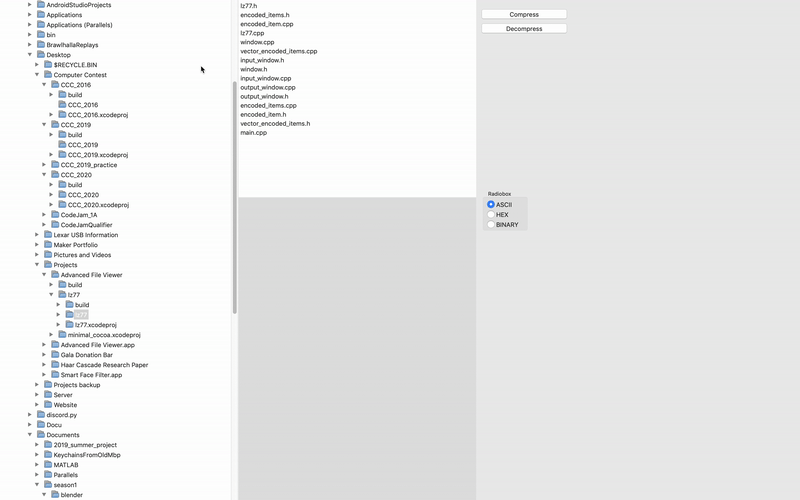 AndroidStudioProjects
Applications
Applications (Parallels)
bin
BrawlhallaReplays
Desktop
$RECYCLE.BIN
Computer Contest
CCC_2016
build
CCC_2016
CCC_2016.xcodeproj
CCC_2019
build
CCC_2019
CCC_2019.xcodeproj
CCC_2019_practice
CCC_2020
build
CCC_2020
CCC_2020.xcodeproj
CodeJam_1A
CodeJamQualifier
Lexar USB Information
Maker Portfolio
Pictures and Videos
Projects
Advanced File Viewer
build
lz77
build
lz77
lz77.xcodeproj
minimal_cocoa.xcodeproj
Advanced File Viewer.app
Gala Donation Bar
Haar Cascade Research Paper
Smart Face Filter.app
Projects backup
Server
Website
discord.py
Docu
Documents
2019_summer_project
KeychainsFromOldMbp
MATLAB
Parallels
season1
blender
lz77.h
encoded_items.h
encoded_item.cpp
lz77.cpp
window.cpp
vector_encoded_items.cpp
input_window.h
window.h
input_window.cpp
output_window.cpp
output_window.h
encoded_items.cpp
encoded_item.h
vector_encoded_items.h
main.cpp
Compress
Decompress
Radiobox
ASCII
HEX
BINARY